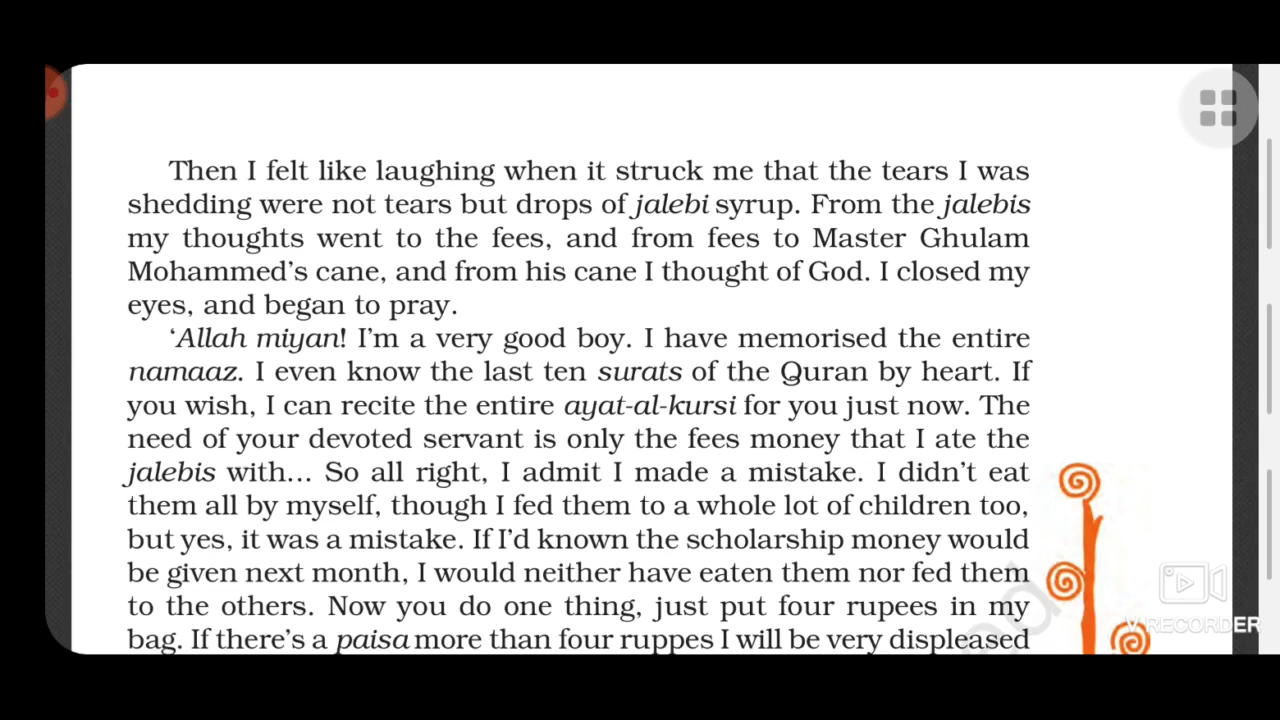 Then I felt like laughing when it struck me that the tears I was
shedding were not tears but drops of jalebi syrup. From the jalebis
my thoughts went to the fees, and from fees to Master Ghulam
Mohammed's cane, and from his cane I thought of God. I closed my
eyes, and began to pray.
‘Allah miyan! I'm a very good boy. I have memorised the entire
namaaz. I even know the last ten surats of the Quran by heart. If
you wish, I can recite the entire ayat-al-kursi for you just now. The
need of your devoted servant is only the fees money that I ate the
jalebis with... So all right, I admit I made a mistake. I didn't eat
them all by myself, though I fed them to a whole lot of children too,
but yes, it was a mistake. If I'd known the scholarship money would
be given next month, I would neither have eaten them nor fed them
to the others. Now you do one thing, just put four rupees in my
bag. If there's a paisa more than four ruppes I will be very displeased
V RECORDER